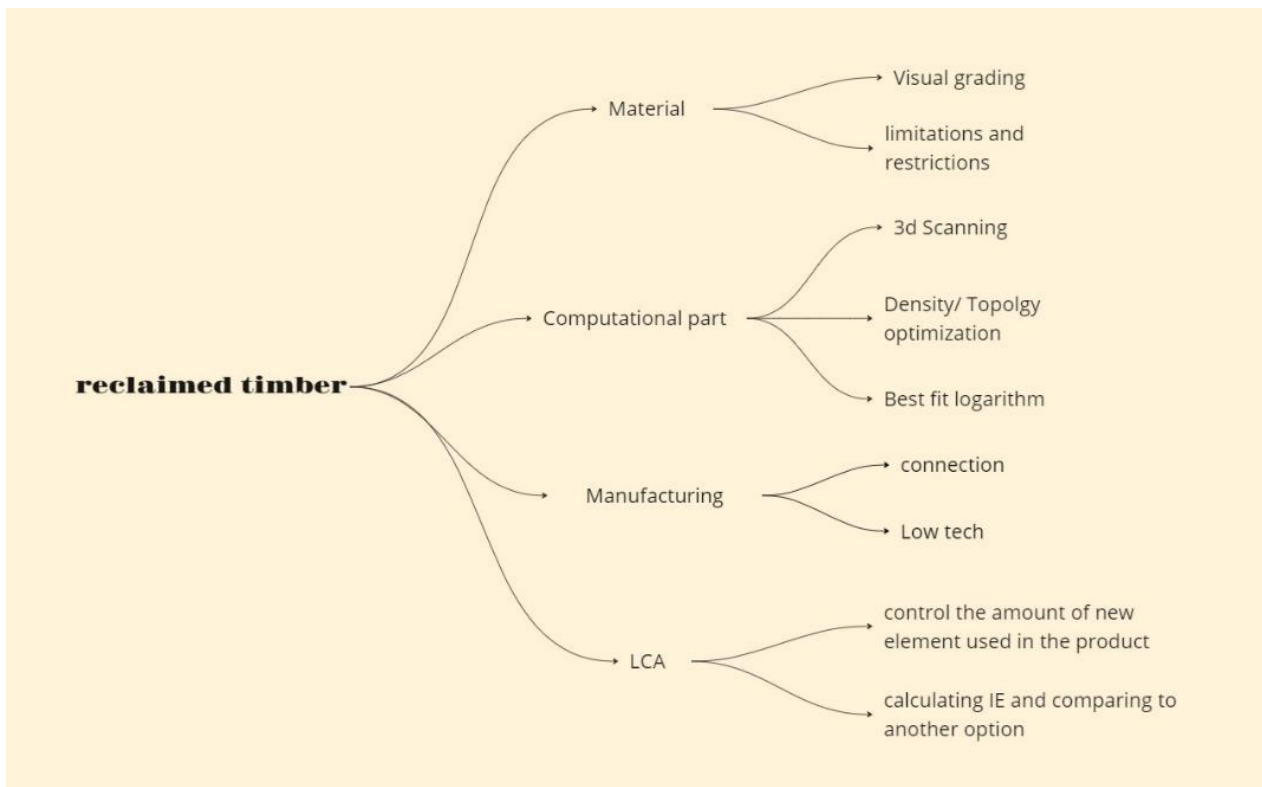 reclaimed timber
Material
Visual grading
limitations and
restrictions
Computational part
3d Scanning
Density/ Topolgy
optimization
Best fit logarithm
Manufacturing
connection
Low tech
LCA
control the amount of new
element used in the product
calculating IE and comparing to
another option